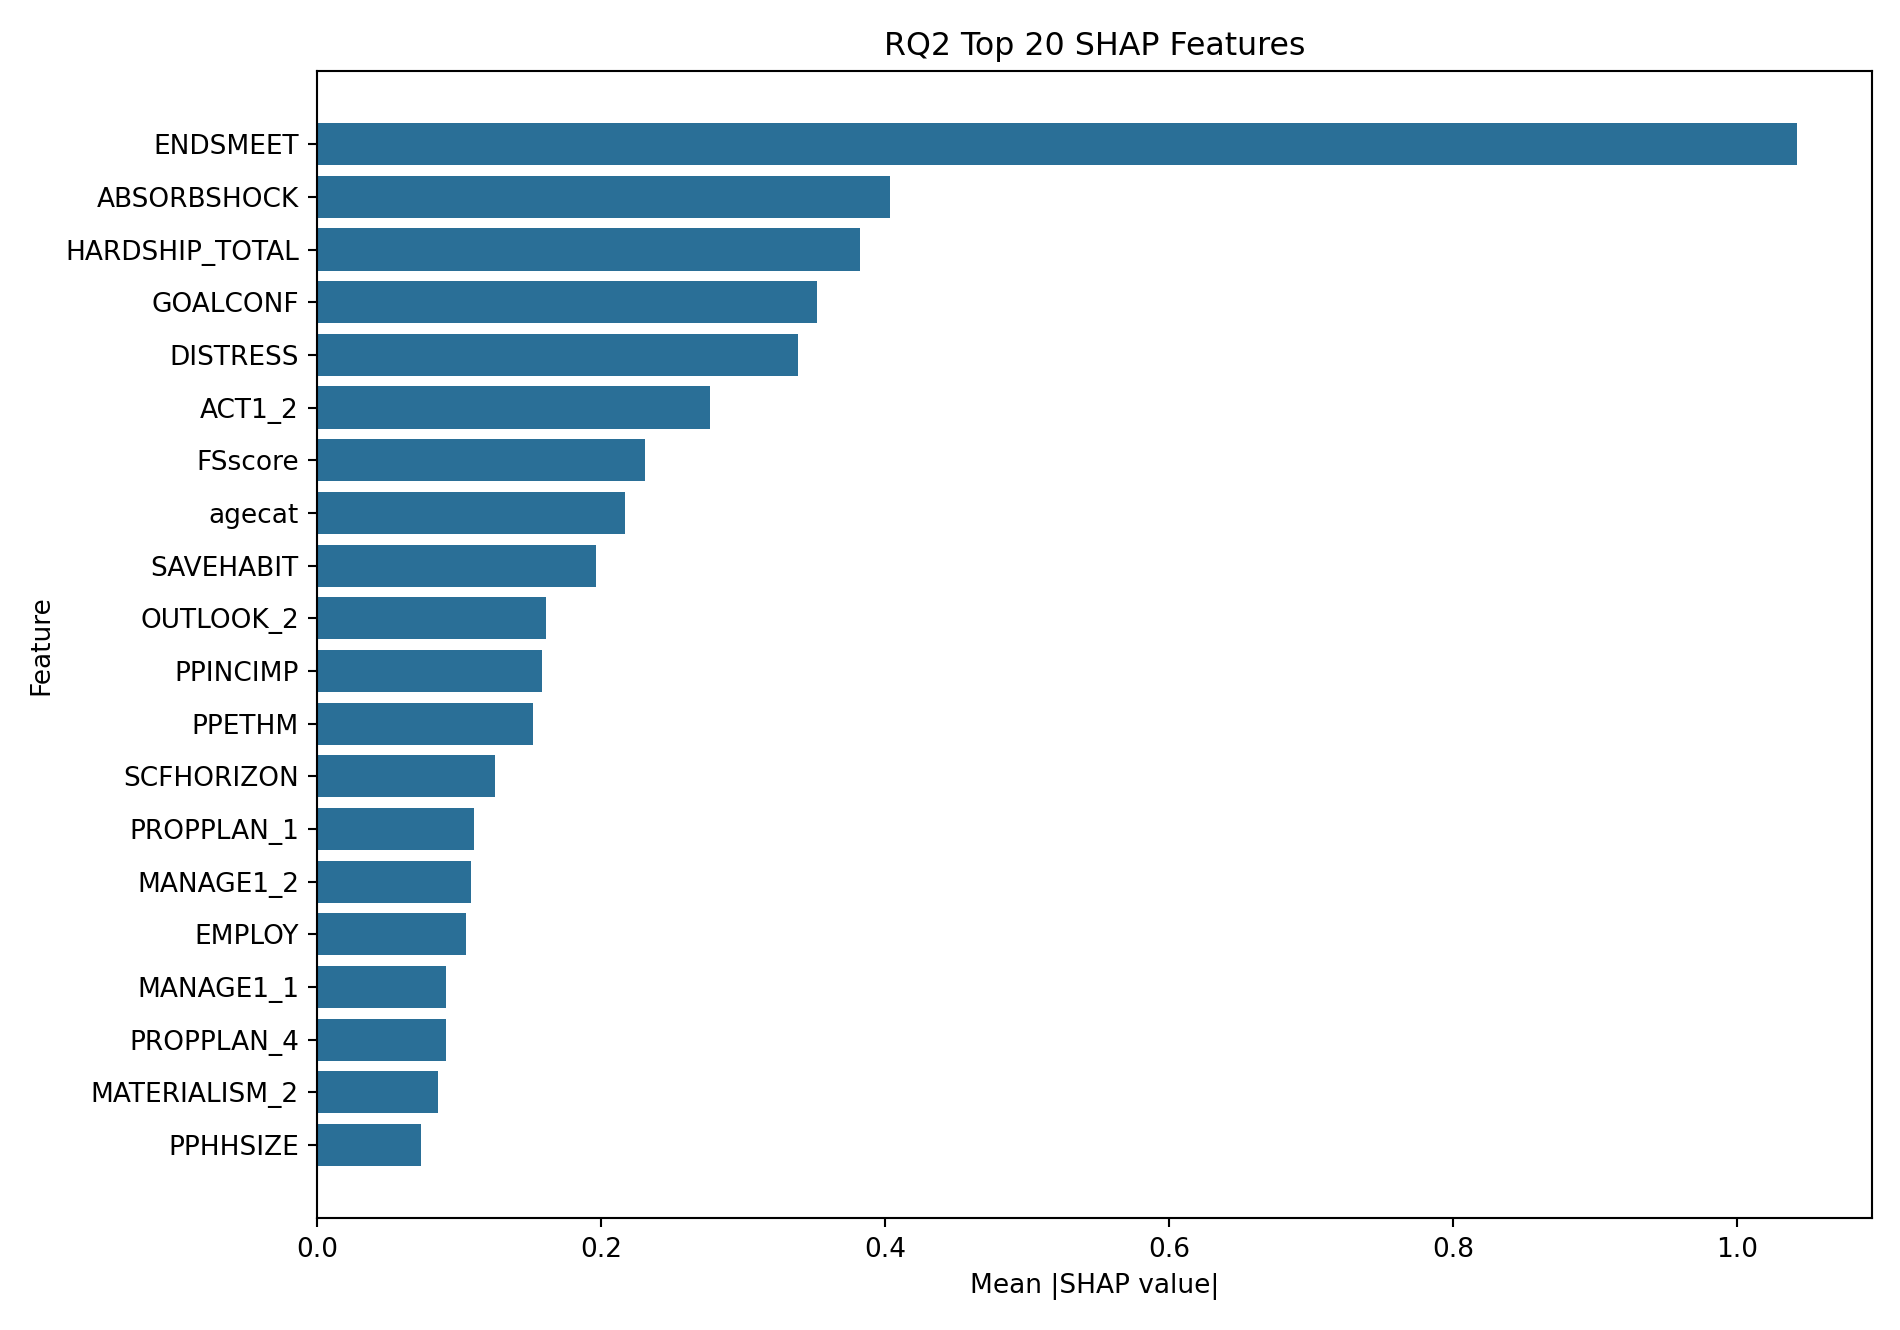 RQ2 Top 20 SHAP Features
ENDSMEET
ABSORBSHOCK
HARDSHIP_TOTAL
GOALCONF
DISTRESS
ACT1_2
FSscore
agecat
SAVEHABIT
OUTLOOK_2
PPINCIMP
PPETHM
SCFHORIZON
PROPPLAN_1
MANAGE1_2
EMPLOY
MANAGE1_1
PROPPLAN_4
MATERIALISM_2
PPHHSIZE
Feature
0.0 0.2 0.4 0.6 0.8 1.0
Mean |SHAP value|